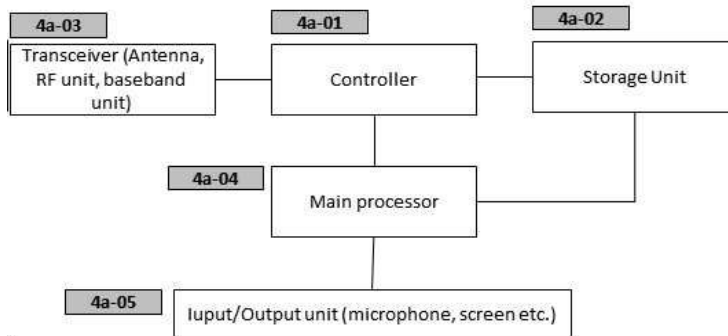 4a-03
4a-01
4a-02
Transceiver (Antenna,
RF unit, baseband
unit)
Controller
Storage Unit
4a-04
Main processor
4a-05
Iuput/Output unit (microphone, screen etc.)